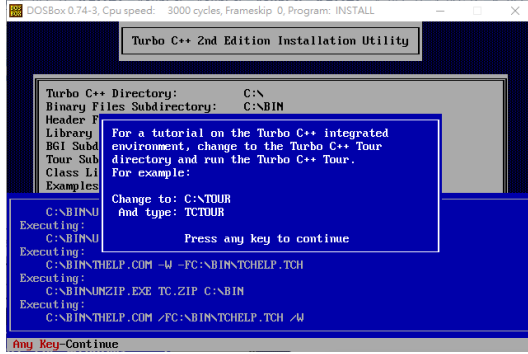 DOSBox 0.74-3, Cpu speed: 3000 cycles, Frameskip 0, Program: INSTALL
Turbo C++ 2nd Edition Installation Utility
Turbo C++ Directory: C:\
Binary Files Subdirectory: C:\BIN
Header F
Library
BGI Subd
Tour Sub
Class Li
Examples
For a tutorial on the Turbo C++ integrated
environment, change to the Turbo C++ Tour
directory and run the Turbo C++ Tour.
For example:
Change to: C:\TOUR
And type: TCTOUR
Press any key to continue
C:\BIN\U
Executing:
C:\BIN\U
Executing:
C:\BIN\THELP.COM -W -FC:\BIN\TCHELP.TCH
Executing:
C:\BIN\UNZIP.EXE TC.ZIP C:\BIN
Executing:
C:\BIN\THELP.COM /FC:\BIN\TCHELP.TCH /W
Any Key-Continue